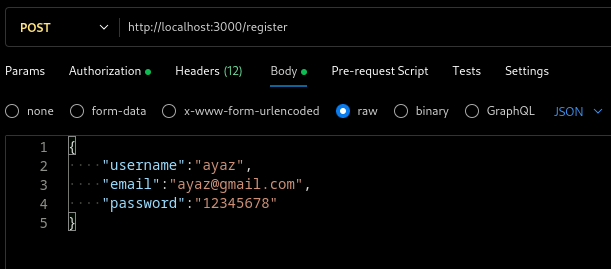 POST http://localhost:3000/register
Params Authorization Headers (12) Body Pre-request Script Tests Settings
none form-data x-www-form-urlencoded raw binary GraphQL JSON
1 {
2 "username":"ayaz",
3 "email":"ayaz@gmail.com",
4 "password":"12345678"
5 }